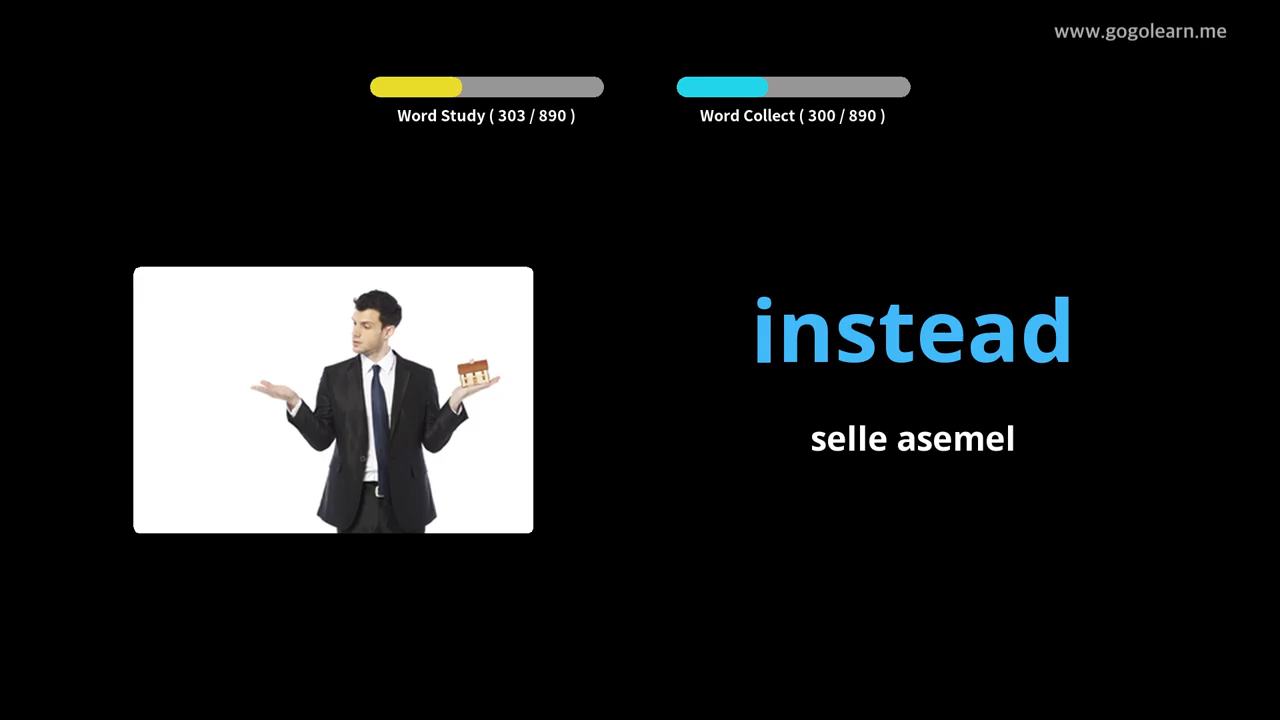 www.gogolearn.me
Word Study ( 303 / 890 )
Word Collect ( 300 / 890 )
instead
selle asemel